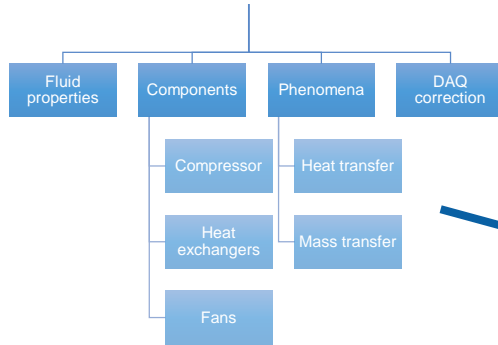 Fluid
properties
Components
Phenomena
DAQ
correction
Compressor
Heat transfer
Heat
exchangers
Mass transfer
Fans